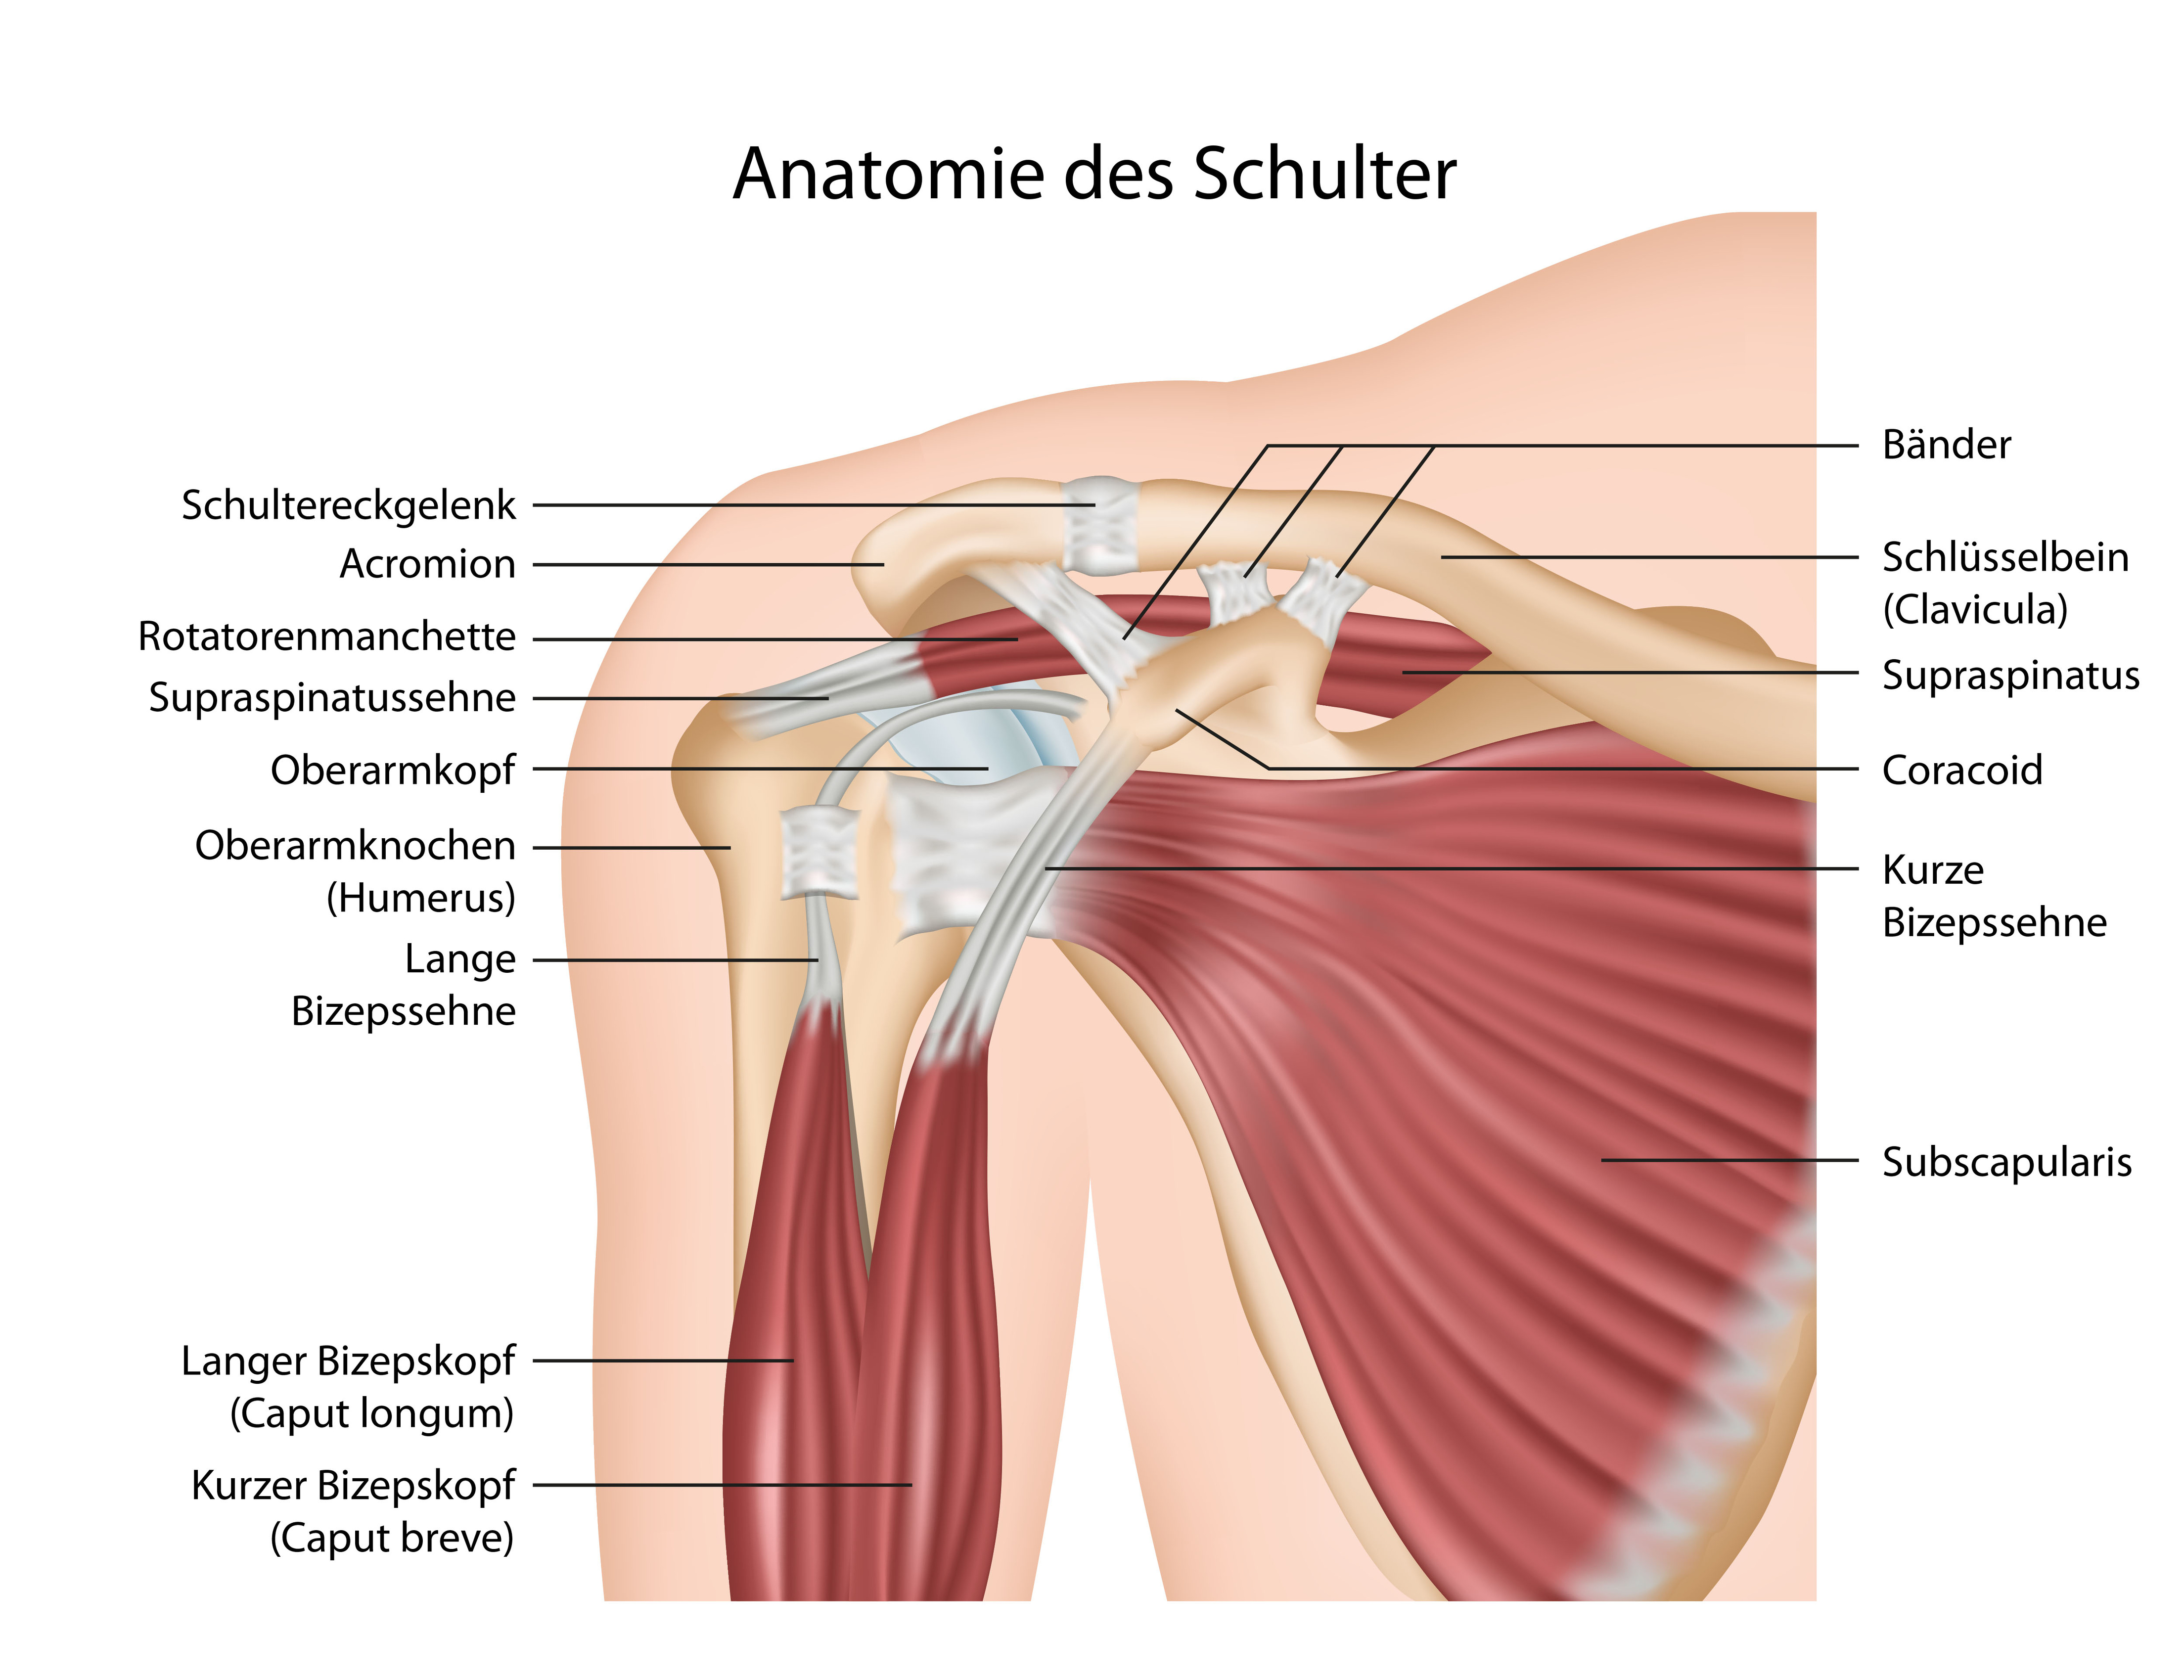 Anatomie des Schulter
Schultereckgelenk
Acromion
Rotatorenmanchette
Supraspinatussehne
Oberarmkopf
Oberarmknochen
(Humerus)
Lange
Bizepssehne
Langer Bizepskopf
(Caput longum)
Kurzer Bizepskopf
(Caput breve)
Bänder
Schlüsselbein
(Clavicula)
Supraspinatus
Coracoid
Kurze
Bizepssehne
Subscapularis